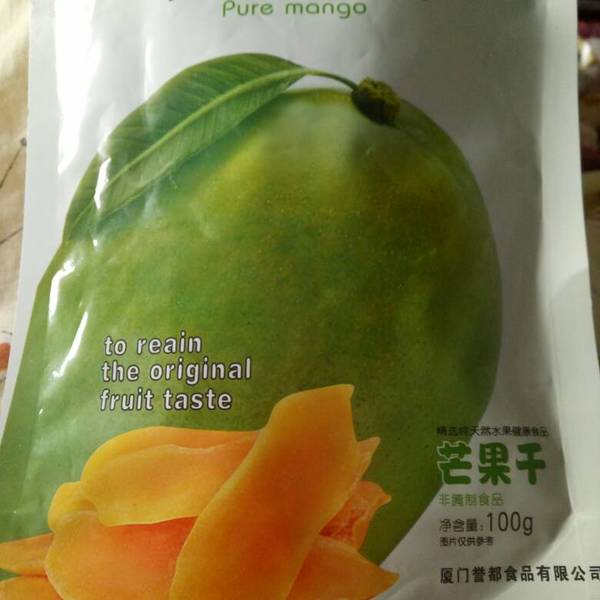 Pure mango
to reain
the original
fruit taste
精选纯天然水果健康食品
芒果干
非腌制食品
净含量:100g
图片仅供参考
厦门誉都食品有限公司